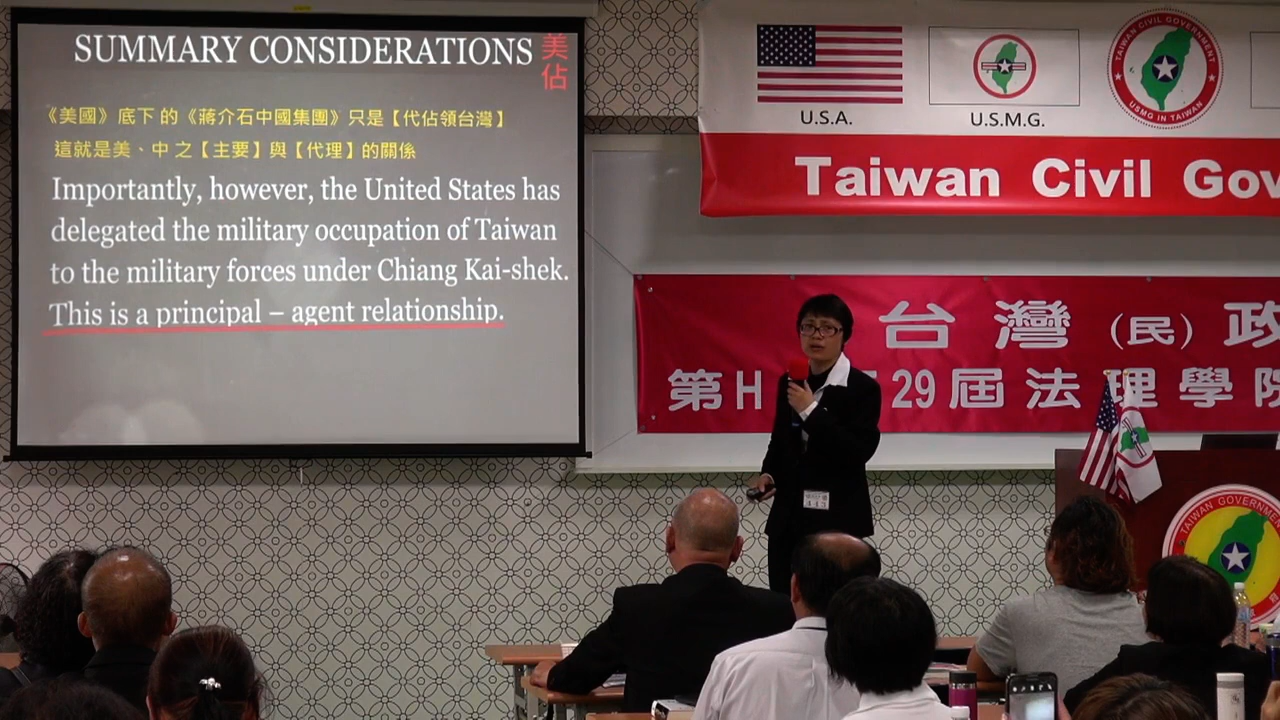 SUMMARY CONSIDERATIONS
美佔
《美國》底下的《蔣介石中國集團》只是【代佔領台灣】
這就是美、中之【主要】與【代理】的關係
Importantly, however, the United States has
delegated the military occupation of Taiwan
to the military forces under Chiang Kai-shek.
This is a principal – agent relationship.
U.S.A.
U.S.M.G.
TAIWAN CIVIL GOVERNMENT
USMG IN TAIWAN
Taiwan Civil Gov
台灣(民)政
第H 29屆法理學院
443
TAIWAN GOVERNM